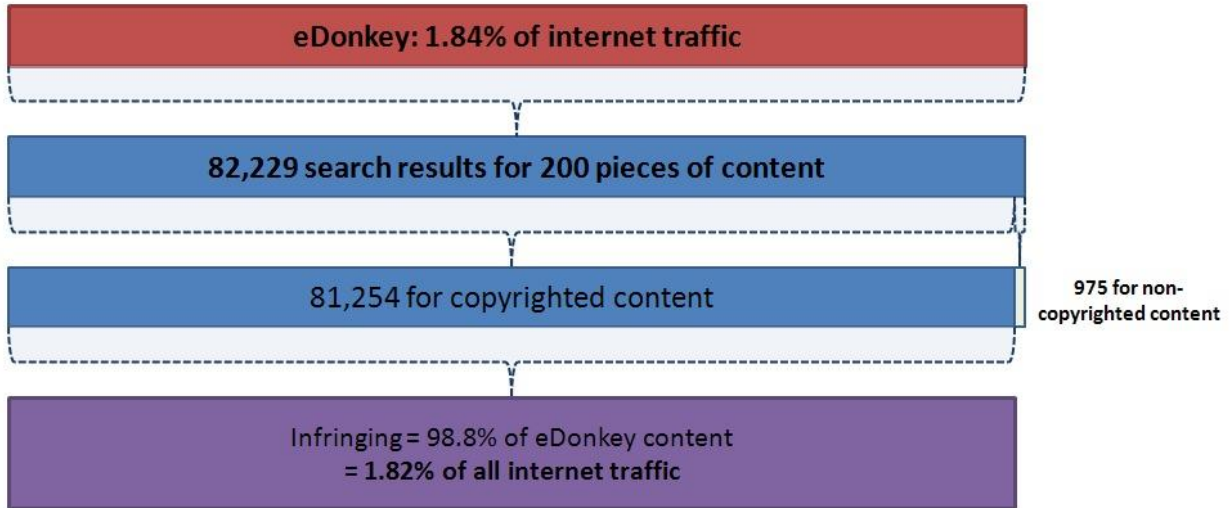 eDonkey: 1.84% of internet traffic
82,229 search results for 200 pieces of content
81,254 for copyrighted content
975 for non-
copyrighted content
Infringing = 98.8% of eDonkey content
= 1.82% of all internet traffic